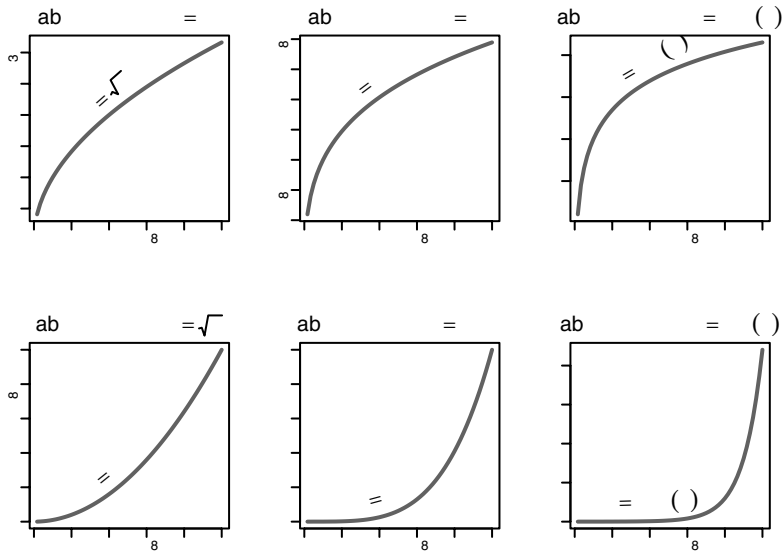 ab = ab = ab = ( )
3 = √ 8 = = ( )
8
8 8 8
ab = √ ab = ab = ( )
8
= = = ( )
8 8 8